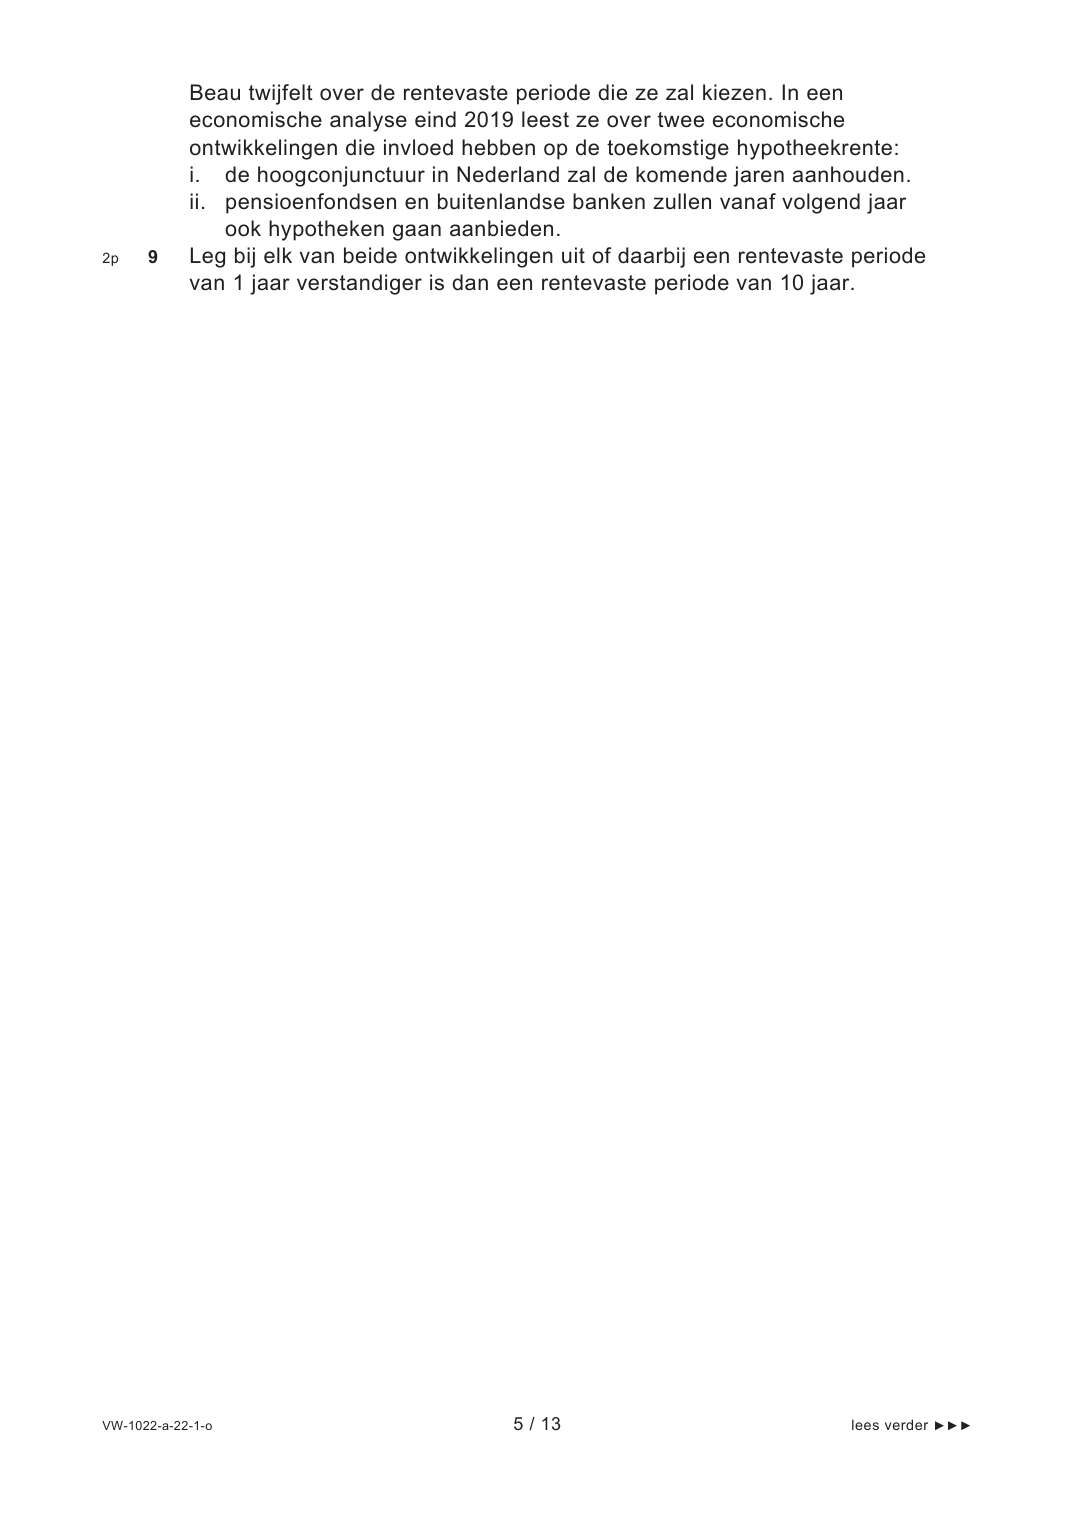 Beau twijfelt over de rentevaste periode die ze zal kiezen. In een
economische analyse eind 2019 leest ze over twee economische
ontwikkelingen die invloed hebben op de toekomstige hypotheekrente:
i. de hoogconjunctuur in Nederland zal de komende jaren aanhouden.
ii. pensioenfondsen en buitenlandse banken zullen vanaf volgend jaar
ook hypotheken gaan aanbieden.
2p 9 Leg bij elk van beide ontwikkelingen uit of daarbij een rentevaste periode
van 1 jaar verstandiger is dan een rentevaste periode van 10 jaar.
VW-1022-a-22-1-o 5 / 13 lees verder ►►►